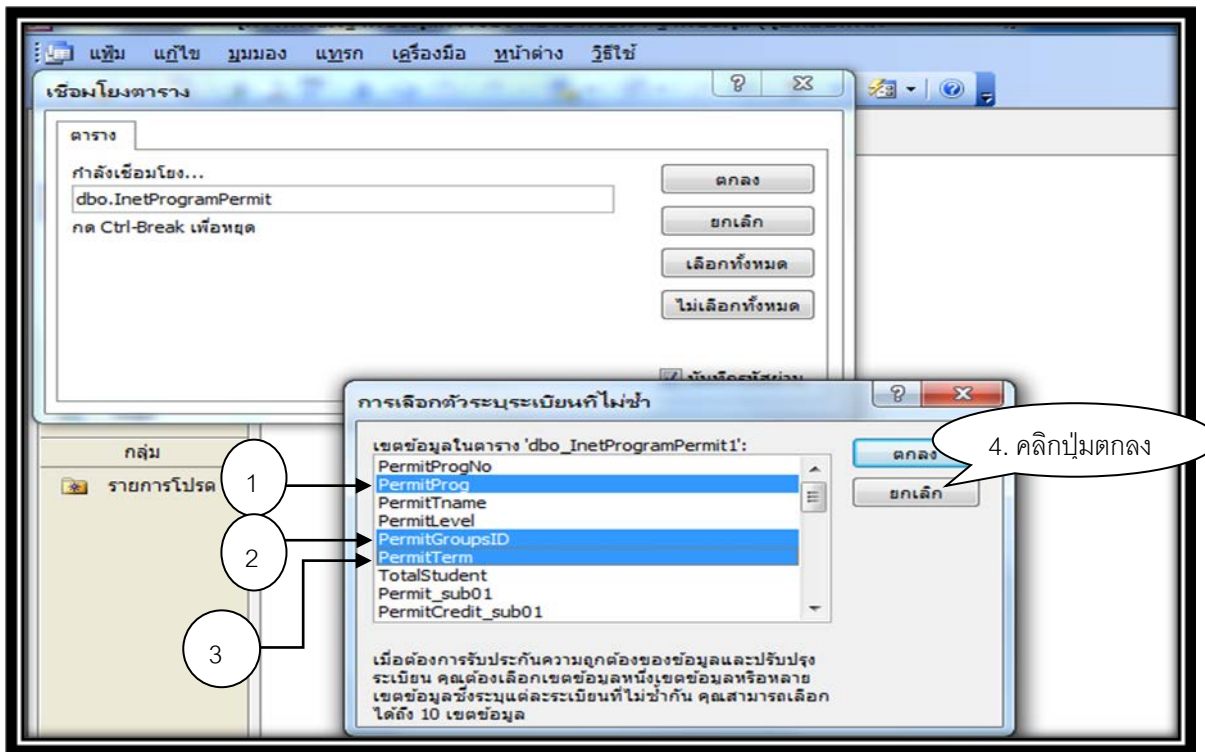 แฟ้ม แก้ไข มุมมอง แทรก เครื่องมือ หน้าต่าง วิธีใช้
เชื่อมโยงตาราง
ตาราง
กำลังเชื่อมโยง...
dbo.InetProgramPermit
กด Ctrl-Break เพื่อหยุด
ตกลง
ยกเลิก
เลือกทั้งหมด
ไม่เลือกทั้งหมด
บันทึกรหัสผ่าน
กลุ่ม
รายการโปรด
การเลือกตัวระบุระเบียนที่ไม่ซ้ำ
เขตข้อมูลในตาราง 'dbo_InetProgramPermit1':
PermitProgNo
PermitProg
PermitTname
PermitLevel
PermitGroupsID
PermitTerm
TotalStudent
Permit_sub01
PermitCredit_sub01
ตกลง
ยกเลิก
4. คลิกปุ่มตกลง
1
2
3
เมื่อต้องการรับประกันความถูกต้องของข้อมูลและปรับปรุง
ระเบียน คุณต้องเลือกเขตข้อมูลหนึ่งเขตข้อมูลหรือหลาย
เขตข้อมูลซึ่งระบุแต่ละระเบียนที่ไม่ซ้ำกัน คุณสามารถเลือก
ได้ถึง 10 เขตข้อมูล